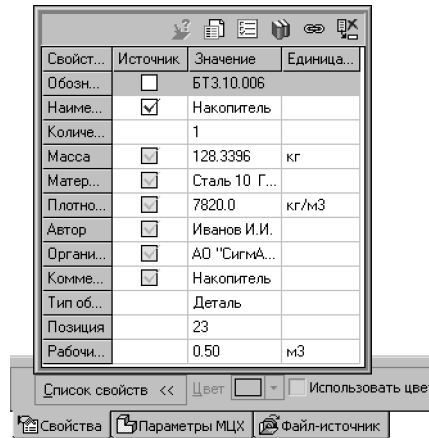 Свойст... Источник Значение Единица...
Обозн... БТ3.10.006
Наиме... Накопитель
Количе... 1
Масса 128.3396 кг
Матер... Сталь 10 Г...
Плотно... 7820.0 кг/м3
Автор Иванов И.И.
Органи... АО "СигмА...
Комме... Накопитель
Тип об... Деталь
Позиция 23
Рабочи... 0.50 м3
Список свойств << Цвет Использовать цве
Свойства Параметры МЦХ Файл-источник